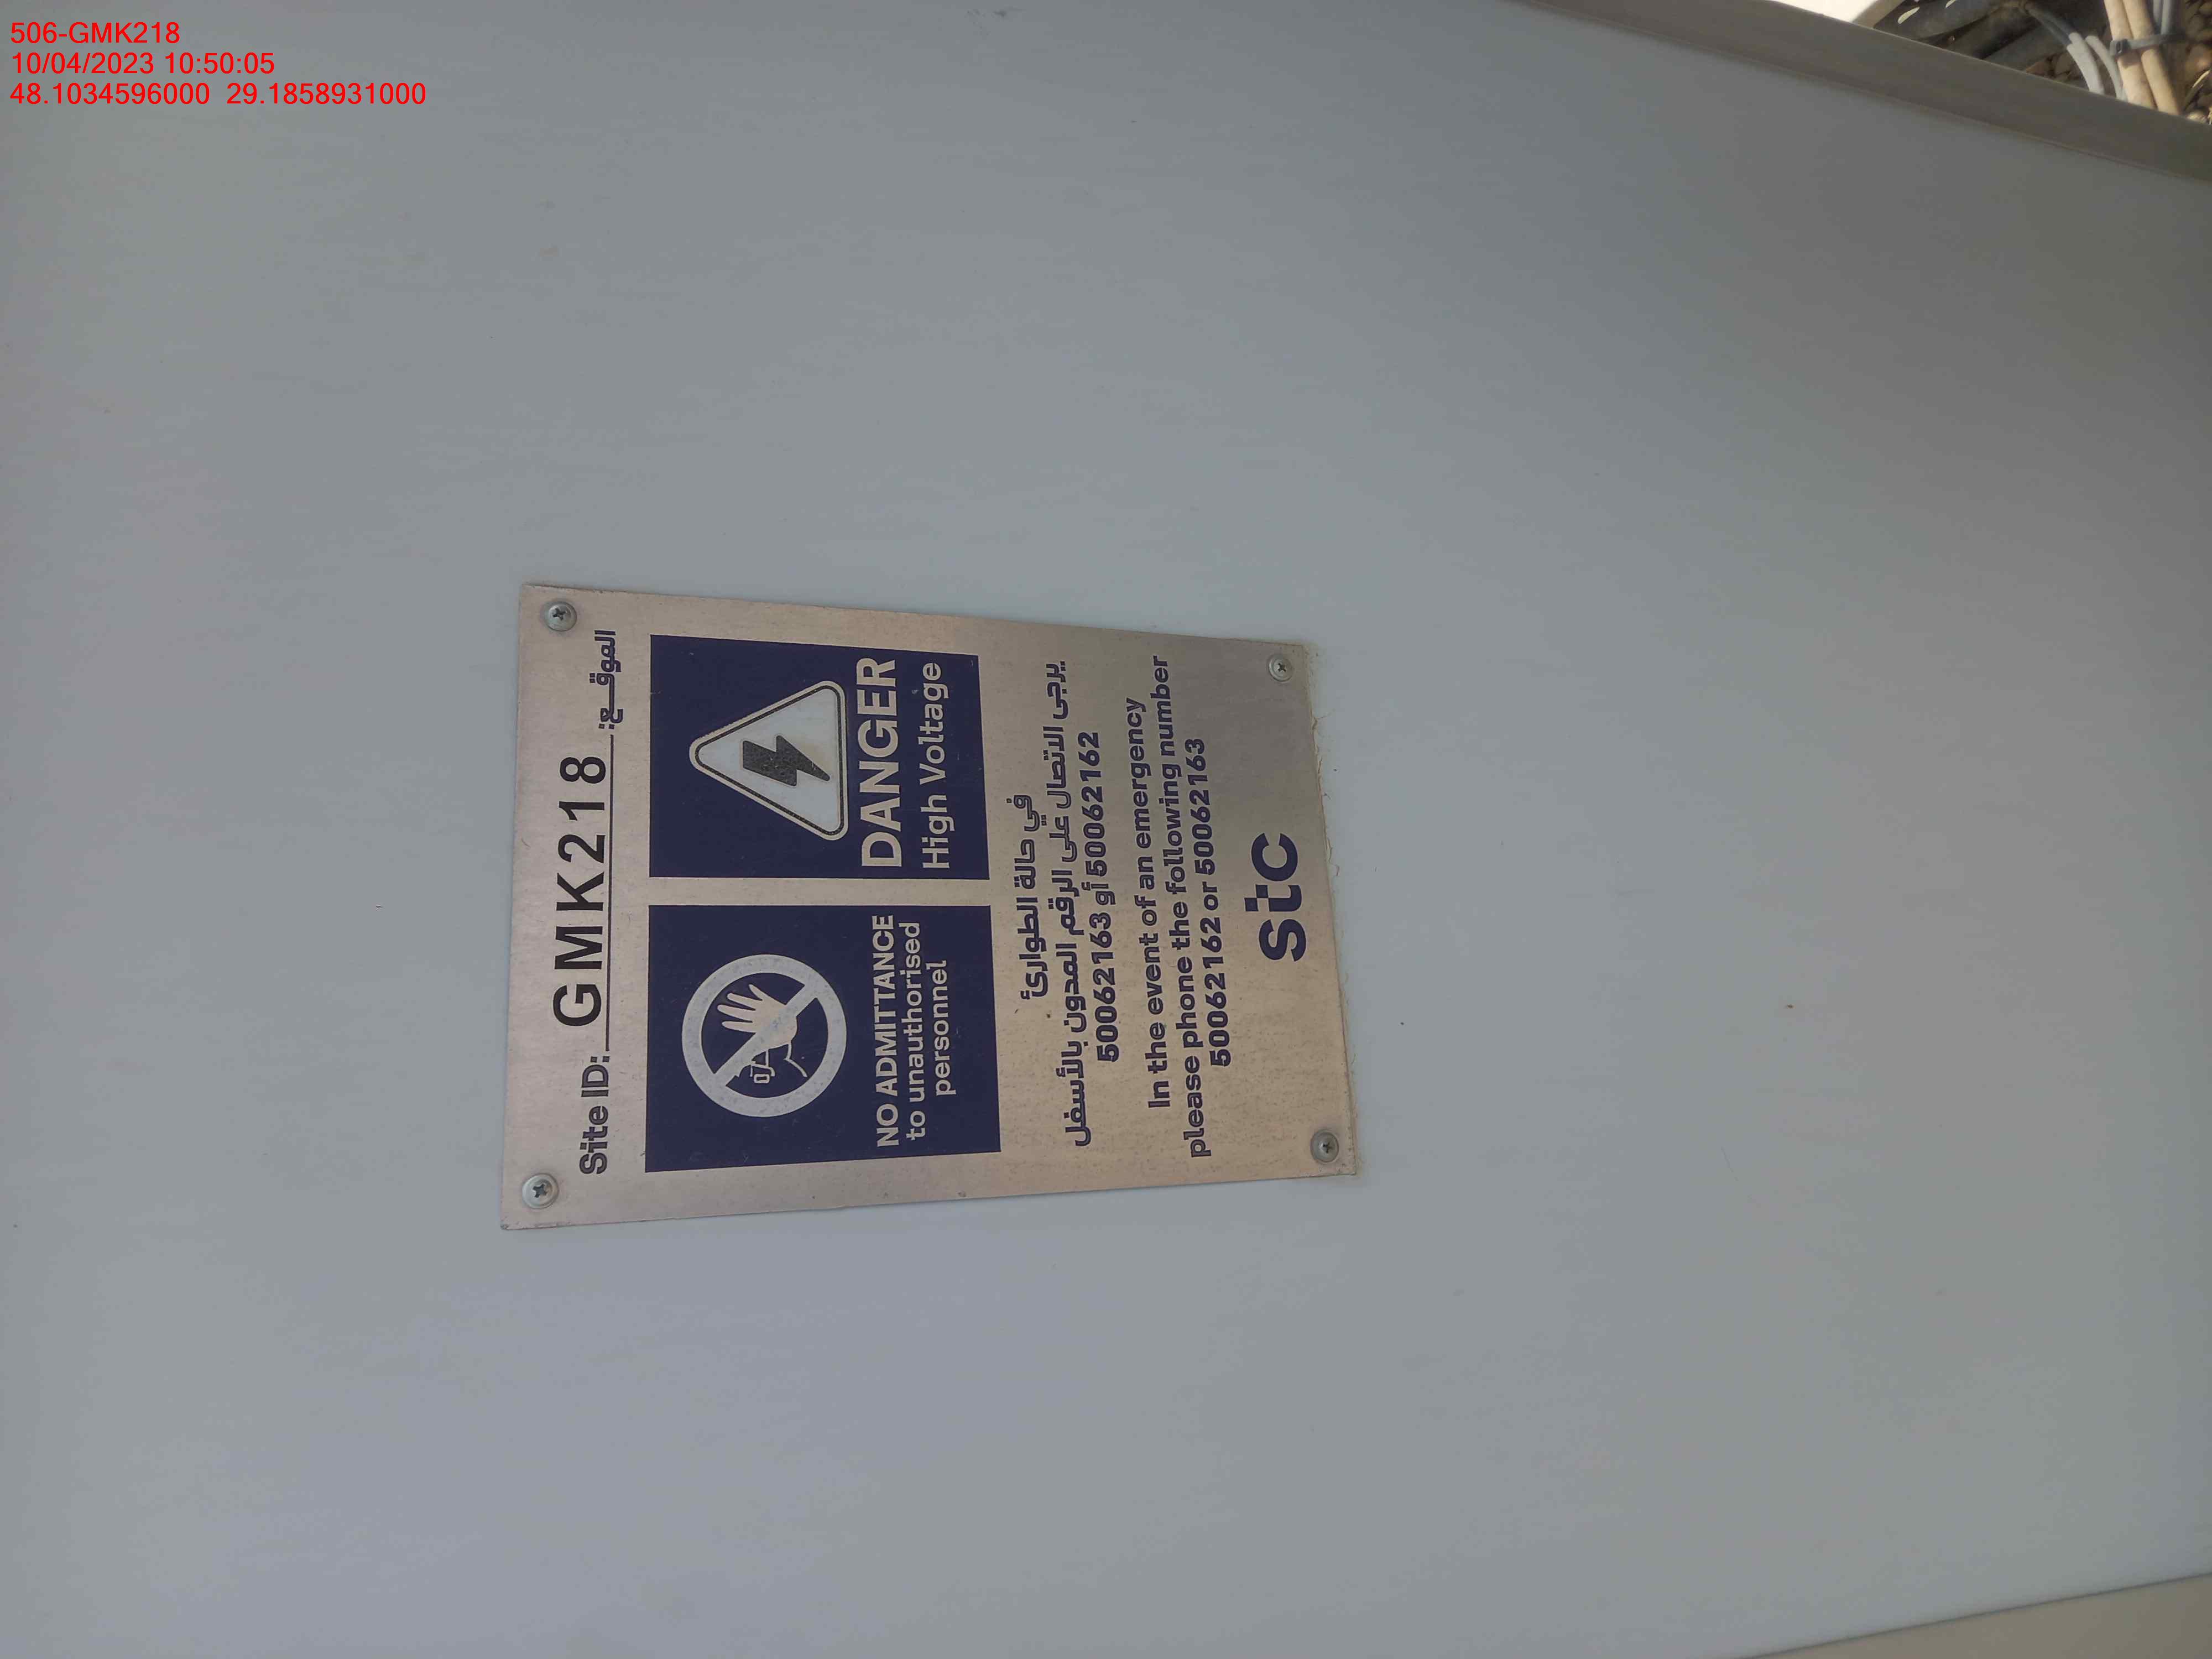 506-GMK218
10/04/2023 10:50:05
48.1034596000 29.1858931000
Site ID: GMK218 الموقـــع:
NO ADMITTANCE
to unauthorised
personnel
DANGER
High Voltage
في حالة الطوارئ
يرجى الاتصال على الرقم المدون بالأسفل
50062163 أو 50062162
In the event of an emergency
please phone the following number
50062162 or 50062163
stc